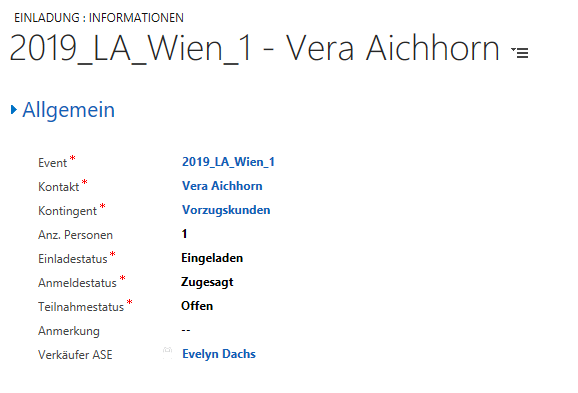 EINLADUNG : INFORMATIONEN
2019_LA_Wien_1 - Vera Aichhorn
Allgemein
Event * 2019_LA_Wien_1
Kontakt * Vera Aichhorn
Kontingent * Vorzugskunden
Anz. Personen 1
Einladestatus * Eingeladen
Anmeldestatus * Zugesagt
Teilnahmestatus * Offen
Anmerkung --
Verkäufer ASE Evelyn Dachs